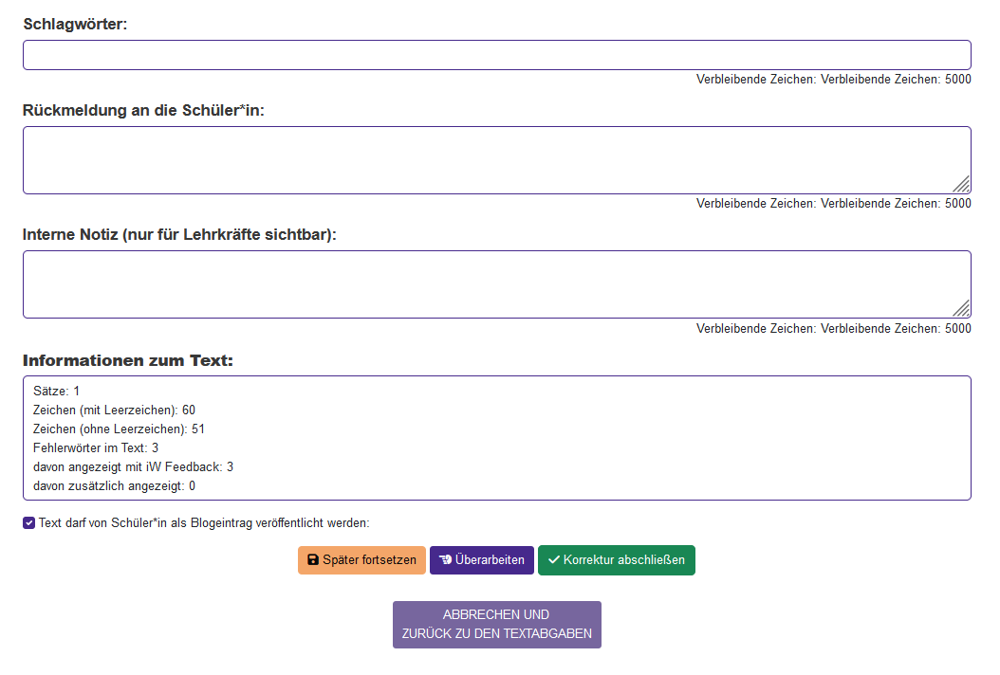 Schlagwörter:
Verbleibende Zeichen: Verbleibende Zeichen: 5000
Rückmeldung an die Schüler*in:
Verbleibende Zeichen: Verbleibende Zeichen: 5000
Interne Notiz (nur für Lehrkräfte sichtbar):
Verbleibende Zeichen: Verbleibende Zeichen: 5000
Informationen zum Text:
Sätze: 1
Zeichen (mit Leerzeichen): 60
Zeichen (ohne Leerzeichen): 51
Fehlerwörter im Text: 3
davon angezeigt mit iW Feedback: 3
davon zusätzlich angezeigt: 0
Text darf von Schüler*in als Blogeintrag veröffentlicht werden:
Später fortsetzen Überarbeiten Korrektur abschließen
ABBRECHEN UND
ZURÜCK ZU DEN TEXTABGABEN